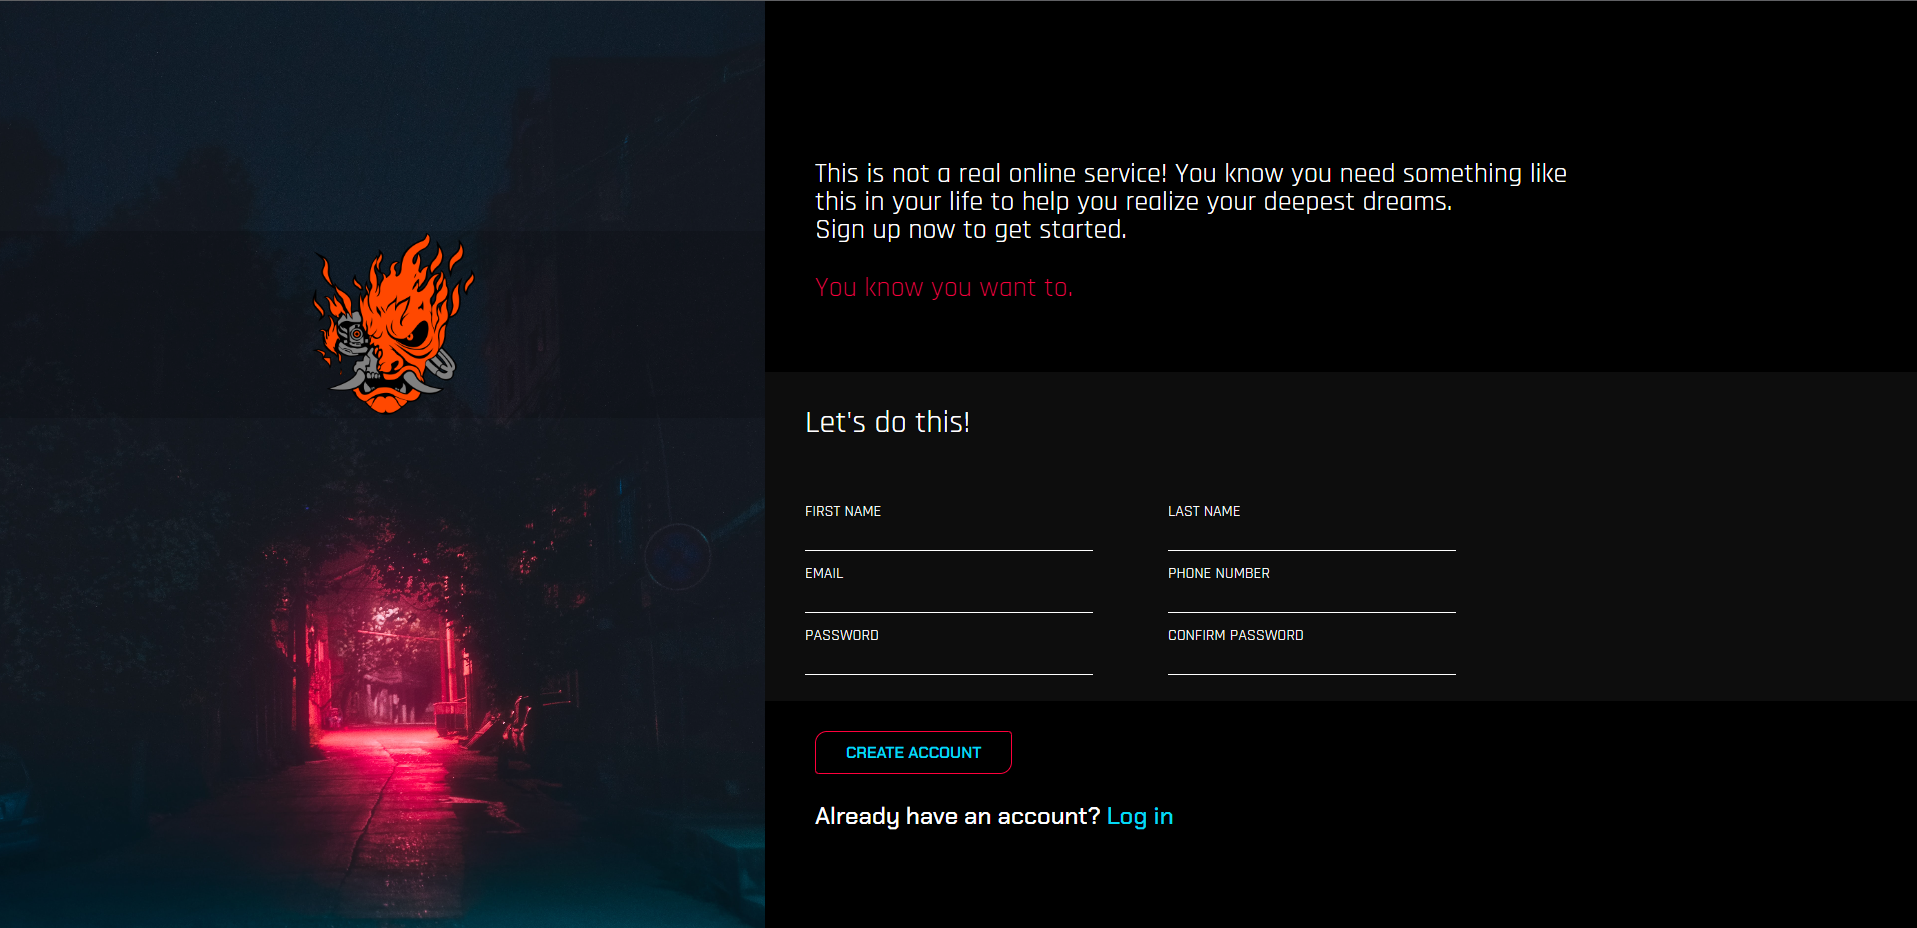 This is not a real online service! You know you need something like
this in your life to help you realize your deepest dreams.
Sign up now to get started.
You know you want to.
Let's do this!
FIRST NAME
LAST NAME
EMAIL
PHONE NUMBER
PASSWORD
CONFIRM PASSWORD
CREATE ACCOUNT
Already have an account? Log in